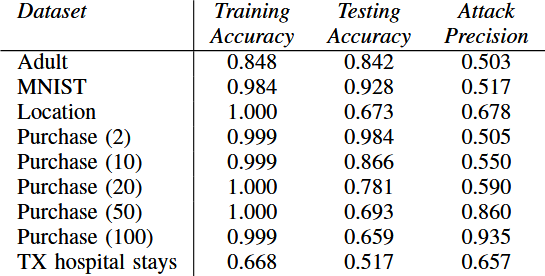 Dataset Training Testing Attack
Accuracy Accuracy Precision
Adult 0.848 0.842 0.503
MNIST 0.984 0.928 0.517
Location 1.000 0.673 0.678
Purchase (2) 0.999 0.984 0.505
Purchase (10) 0.999 0.866 0.550
Purchase (20) 1.000 0.781 0.590
Purchase (50) 1.000 0.693 0.860
Purchase (100) 0.999 0.659 0.935
TX hospital stays 0.668 0.517 0.657